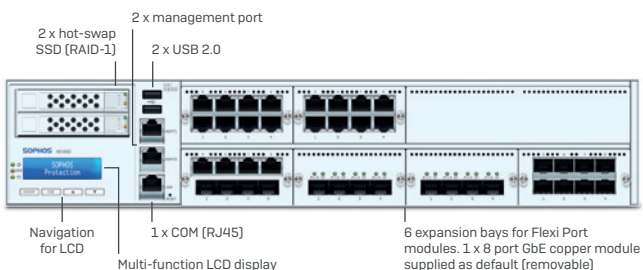 2 x management port
2 x hot-swap
SSD (RAID-1)
2 x USB 2.0
SOPHOS
SOPHOS
Protection
Navigation
for LCD
1 x COM (RJ45)
Multi-function LCD display
6 expansion bays for Flexi Port
modules. 1 x 8 port GbE copper module
supplied as default (removable)